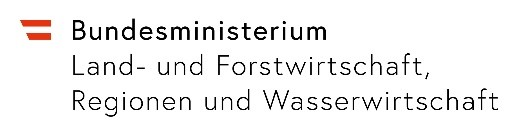 Bundesministerium
Land- und Forstwirtschaft,
Regionen und Wasserwirtschaft